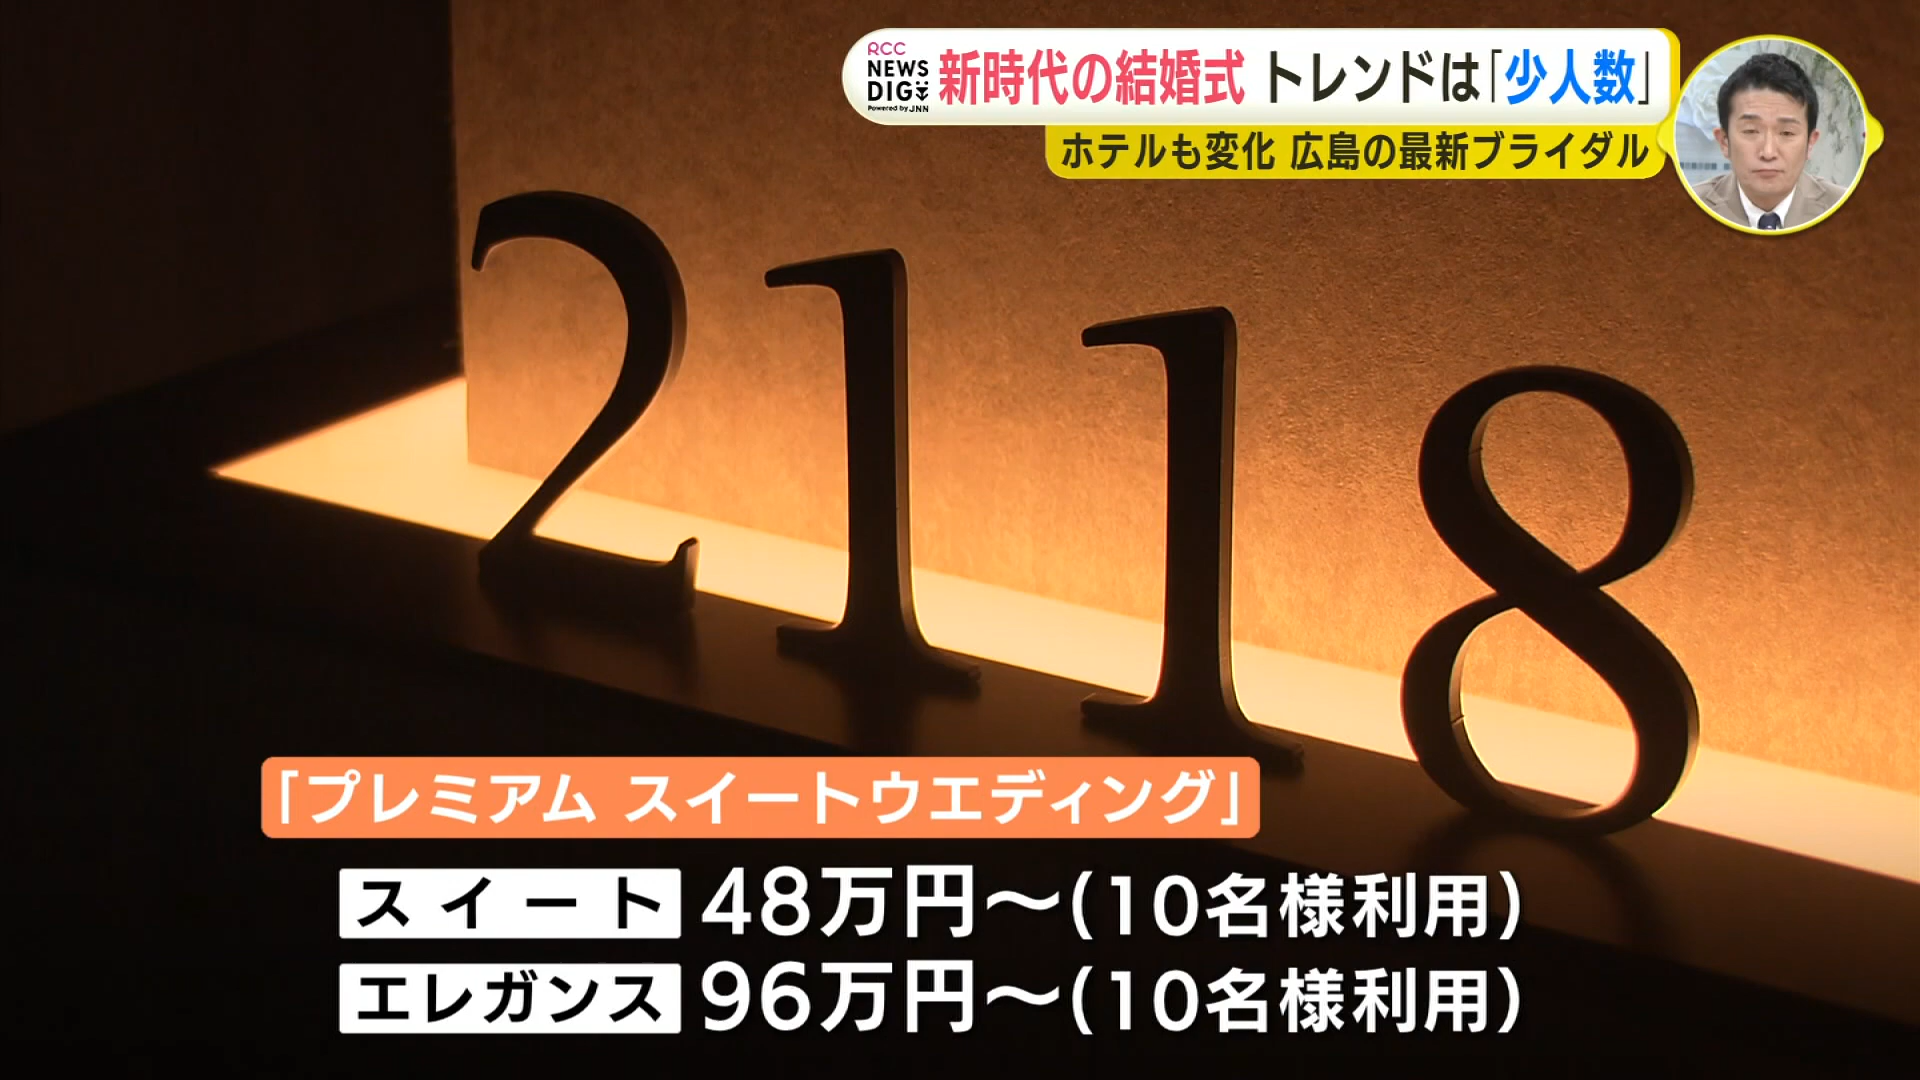 RCC
NEWS
DIG
Powered by JNN
新時代の結婚式 トレンドは「少人数」
ホテルも変化 広島の最新ブライダル
2118
「プレミアム スイートウエディング」
スイート 48万円〜(10名様利用)
エレガンス 96万円〜(10名様利用)